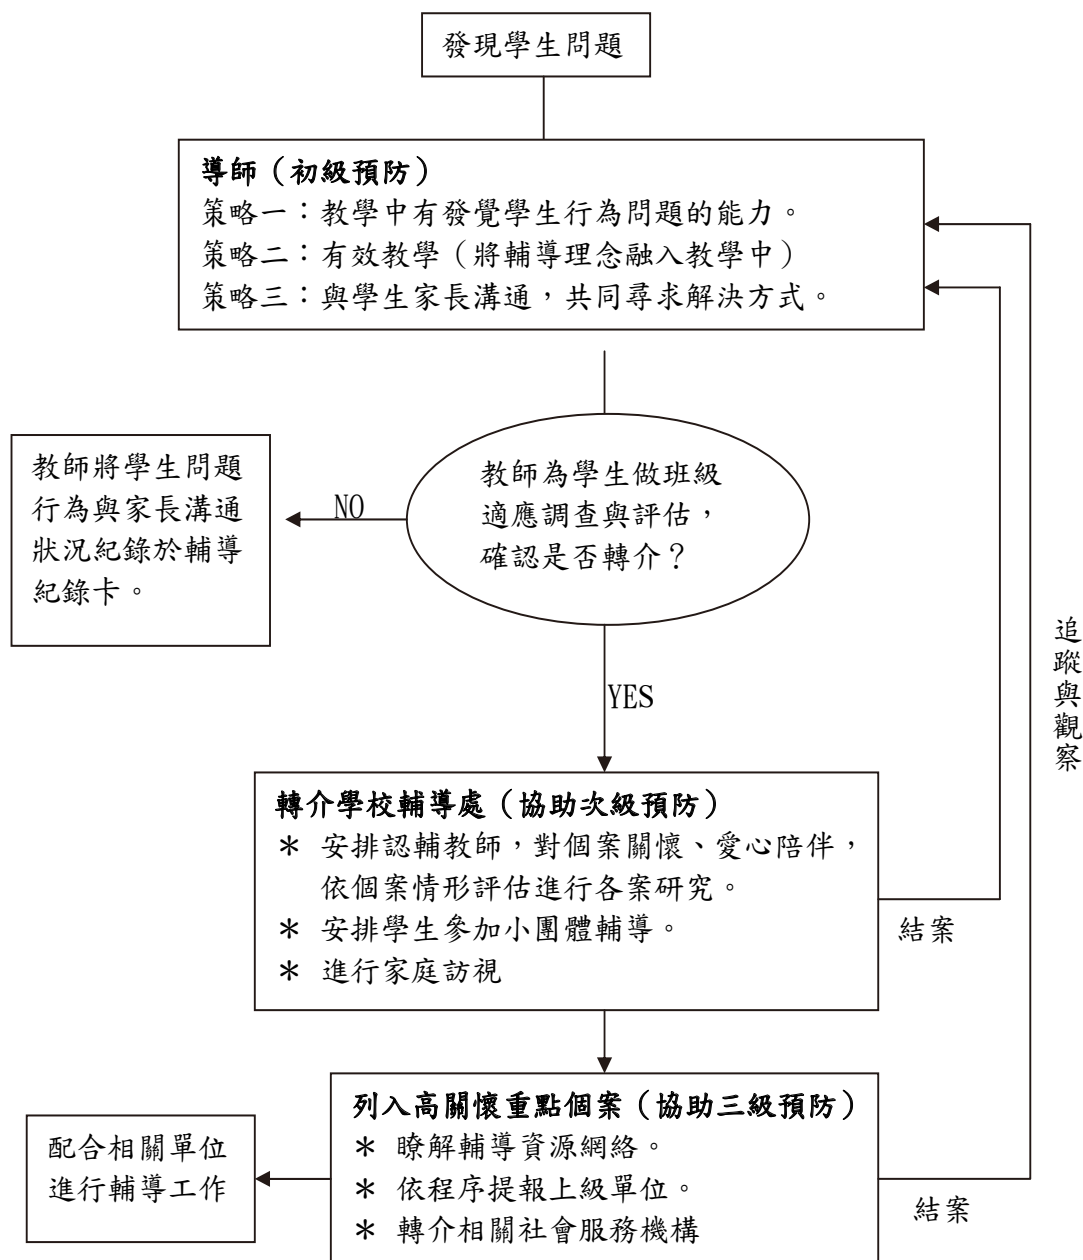 發現學生問題
導師（初級預防）
策略一：教學中有發覺學生行為問題的能力。
策略二：有效教學（將輔導理念融入教學中）
策略三：與學生家長溝通，共同尋求解決方式。
教師將學生問題
行為與家長溝通
狀況紀錄於輔導
紀錄卡。
NO
教師為學生做班級
適應調查與評估，
確認是否轉介？
YES
追蹤與觀察
轉介學校輔導處（協助次級預防）
＊ 安排認輔教師，對個案關懷、愛心陪伴，
依個案情形評估進行各案研究。
＊ 安排學生參加小團體輔導。
＊ 進行家庭訪視
結案
列入高關懷重點個案（協助三級預防）
＊ 瞭解輔導資源網絡。
＊ 依程序提報上級單位。
＊ 轉介相關社會服務機構
配合相關單位
進行輔導工作
結案